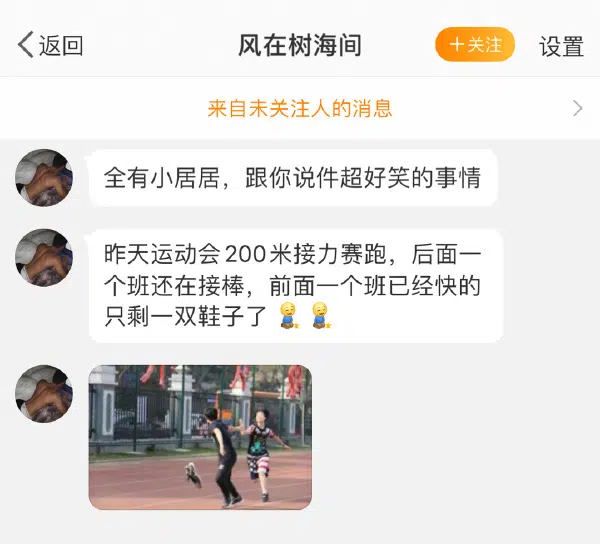 返回
风在树海间
+关注
设置
来自未关注人的消息
全有小居居，跟你说件超好笑的事情
昨天运动会200米接力赛跑，后面一
个班还在接棒，前面一个班已经快的
只剩一双鞋子了